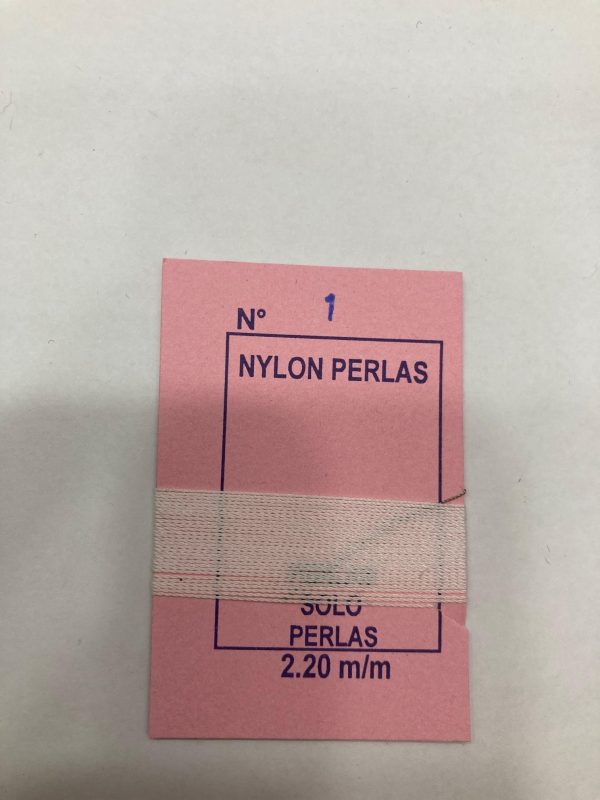 N° 1
NYLON PERLAS
SOLO
PERLAS
2.20 m/m